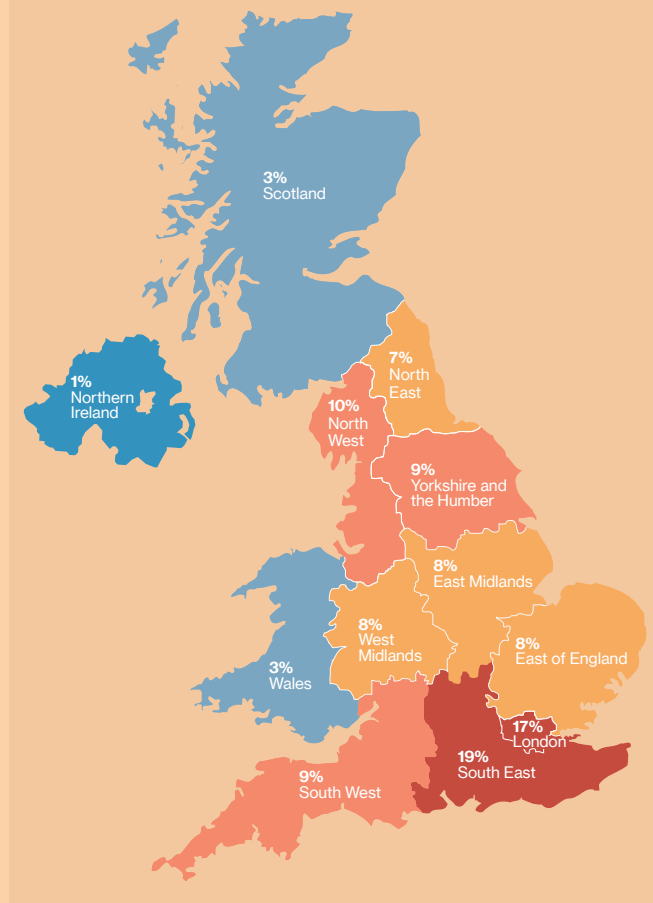 3%
Scotland
7%
North
East
1%
Northern
Ireland
10%
North
West
9%
Yorkshire and
the Humber
8%
East Midlands
8%
West
Midlands
8%
East of England
3%
Wales
17%
London
19%
South East
9%
South West